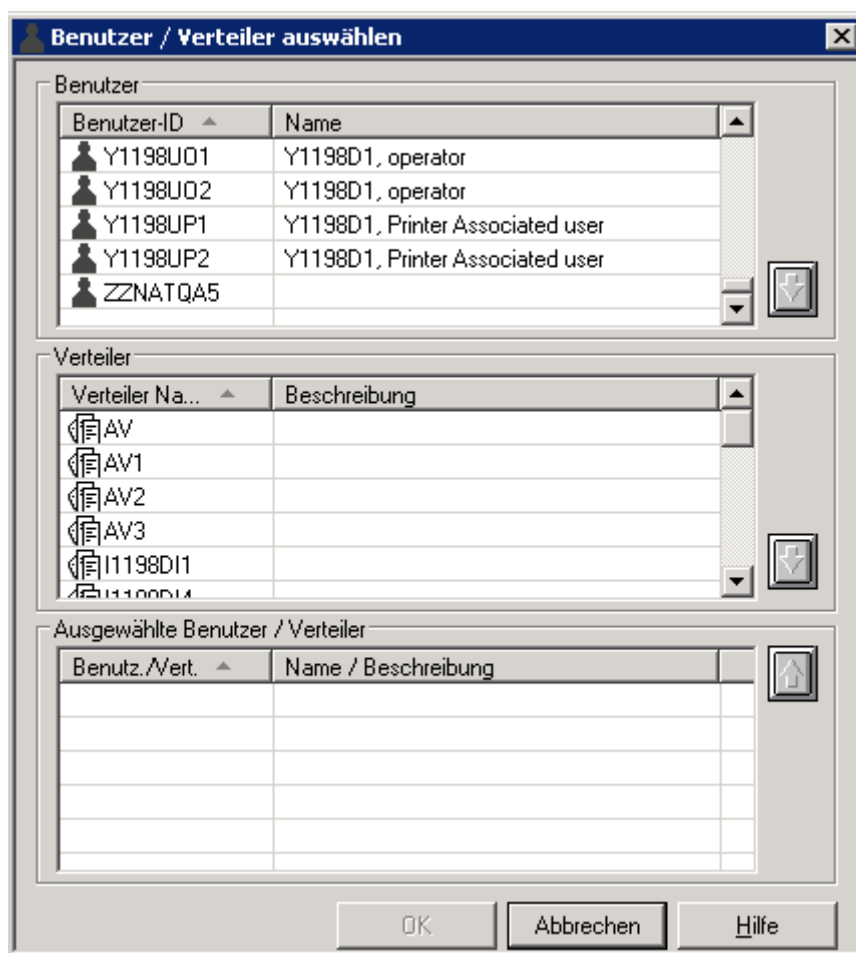 Benutzer / Verteiler auswählen
Benutzer
Benutzer-ID Name
Y1198UO1 Y1198D1, operator
Y1198UO2 Y1198D1, operator
Y1198UP1 Y1198D1, Printer Associated user
Y1198UP2 Y1198D1, Printer Associated user
ZZNATQA5
Verteiler
Verteiler Na... Beschreibung
AV
AV1
AV2
AV3
I1198DI1
Ausgewählte Benutzer / Verteiler
Benutz./Vert. Name / Beschreibung
OK Abbrechen Hilfe